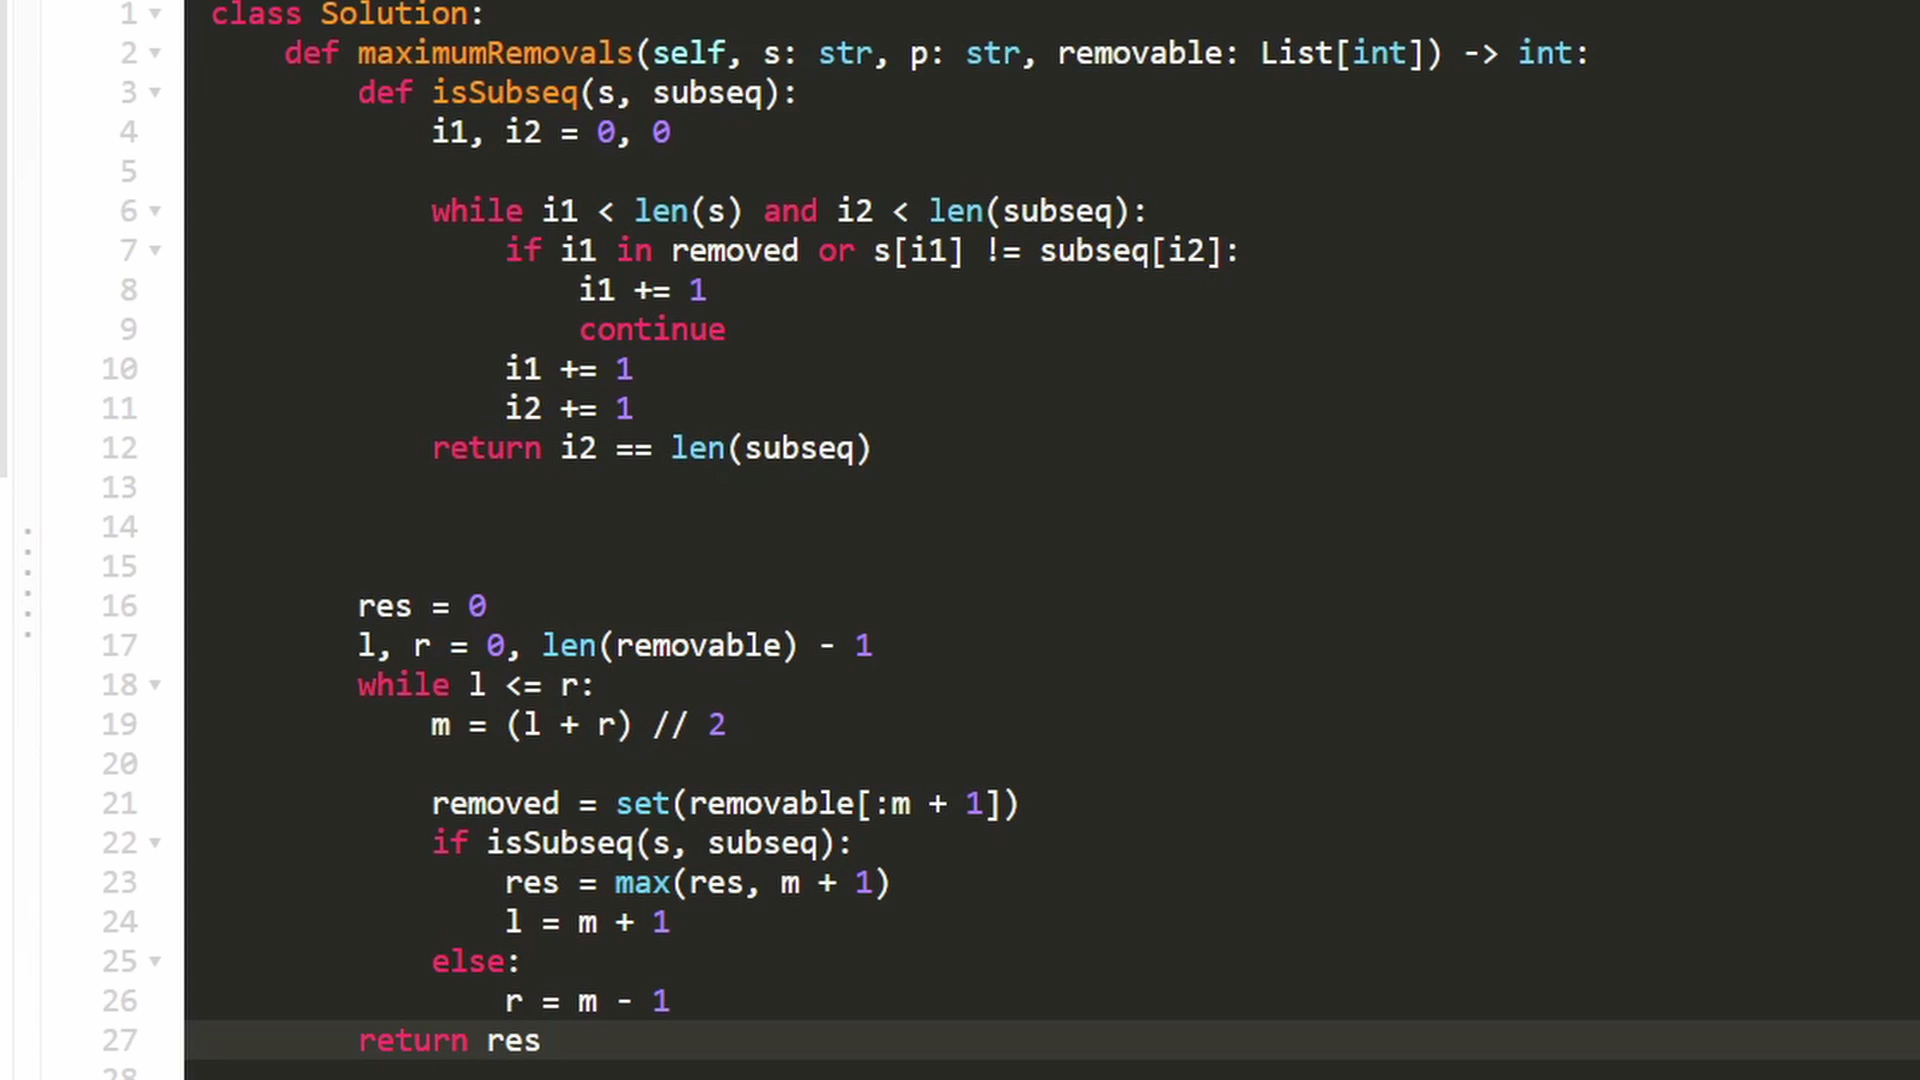 1 class Solution:
2 def maximumRemovals(self, s: str, p: str, removable: List[int]) -> int:
3 def isSubseq(s, subseq):
4 i1, i2 = 0, 0
5
6 while i1 < len(s) and i2 < len(subseq):
7 if i1 in removed or s[i1] != subseq[i2]:
8 i1 += 1
9 continue
10 i1 += 1
11 i2 += 1
12 return i2 == len(subseq)
13
14
15
16 res = 0
17 l, r = 0, len(removable) - 1
18 while l <= r:
19 m = (l + r) // 2
20
21 removed = set(removable[:m + 1])
22 if isSubseq(s, subseq):
23 res = max(res, m + 1)
24 l = m + 1
25 else:
26 r = m - 1
27 return res
28